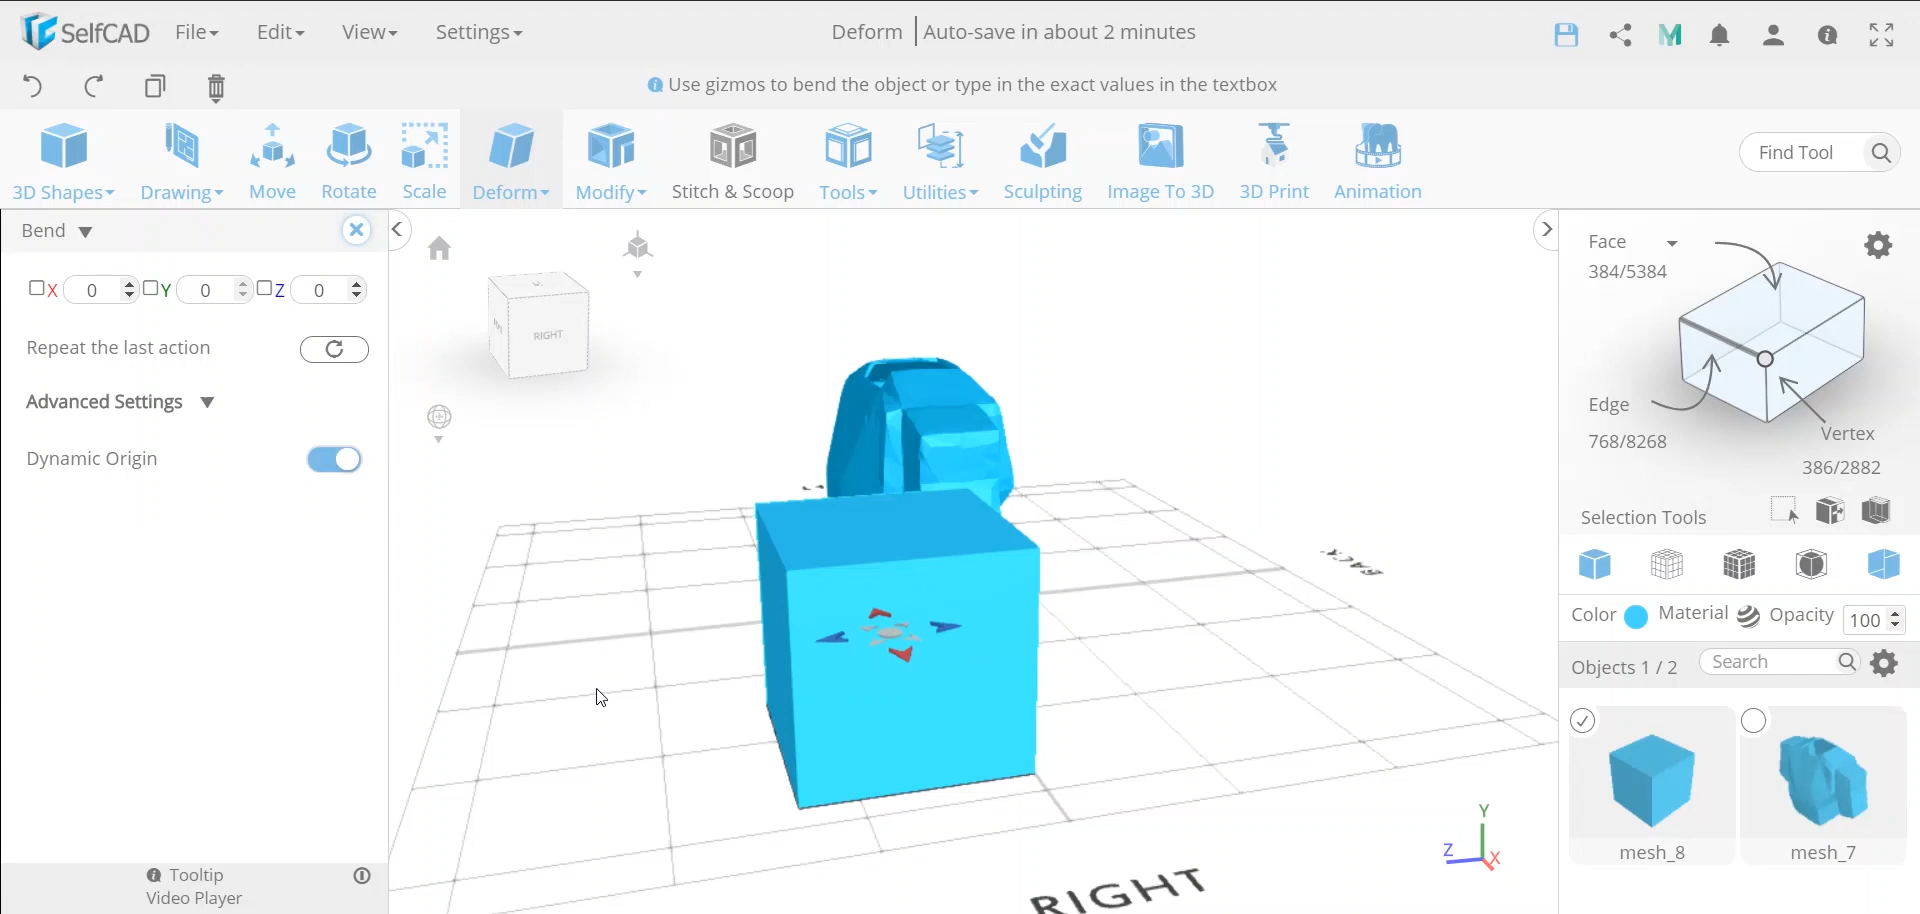 SelfCAD File Edit View Settings Deform Auto-save in about 2 minutes
Use gizmos to bend the object or type in the exact values in the textbox
3D Shapes Drawing Move Rotate Scale Deform Modify Stitch & Scoop Tools Utilities Sculpting Image To 3D 3D Print Animation Find Tool
Bend
X 0 Y 0 Z 0
Repeat the last action
Advanced Settings
Dynamic Origin
Tooltip
Video Player
RIGHT
BACK
RIGHT
Y
Z
X
Face
384/5384
Edge
768/8268
Vertex
386/2882
Selection Tools
Color Material Opacity 100
Objects 1 / 2 Search
mesh_8 mesh_7